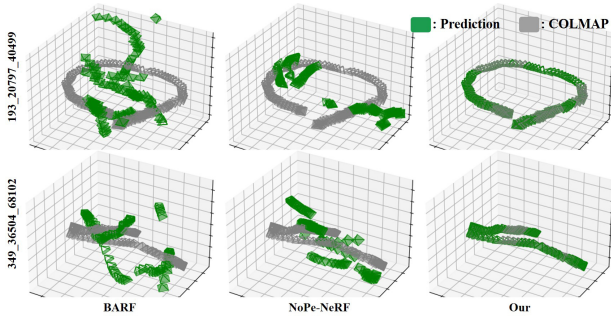 : Prediction : COLMAP
193_20797_40499
349_36504_68102
BARF NoPe-NeRF Our